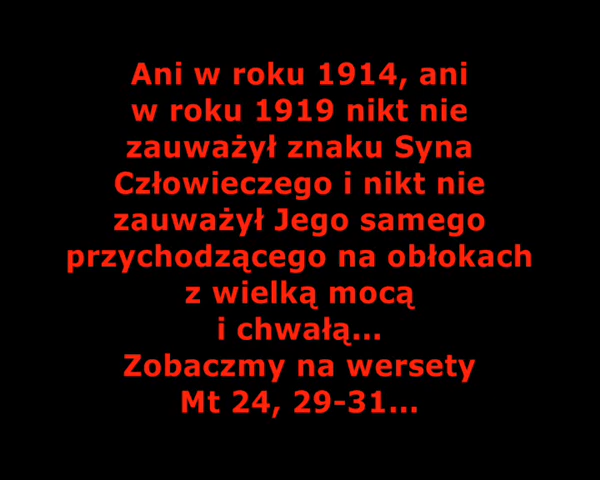 Ani w roku 1914, ani
w roku 1919 nikt nie
zauważył znaku Syna
Człowieczego i nikt nie
zauważył Jego samego
przychodzącego na obłokach
z wielką mocą
i chwałą...
Zobaczmy na wersety
Mt 24, 29-31...